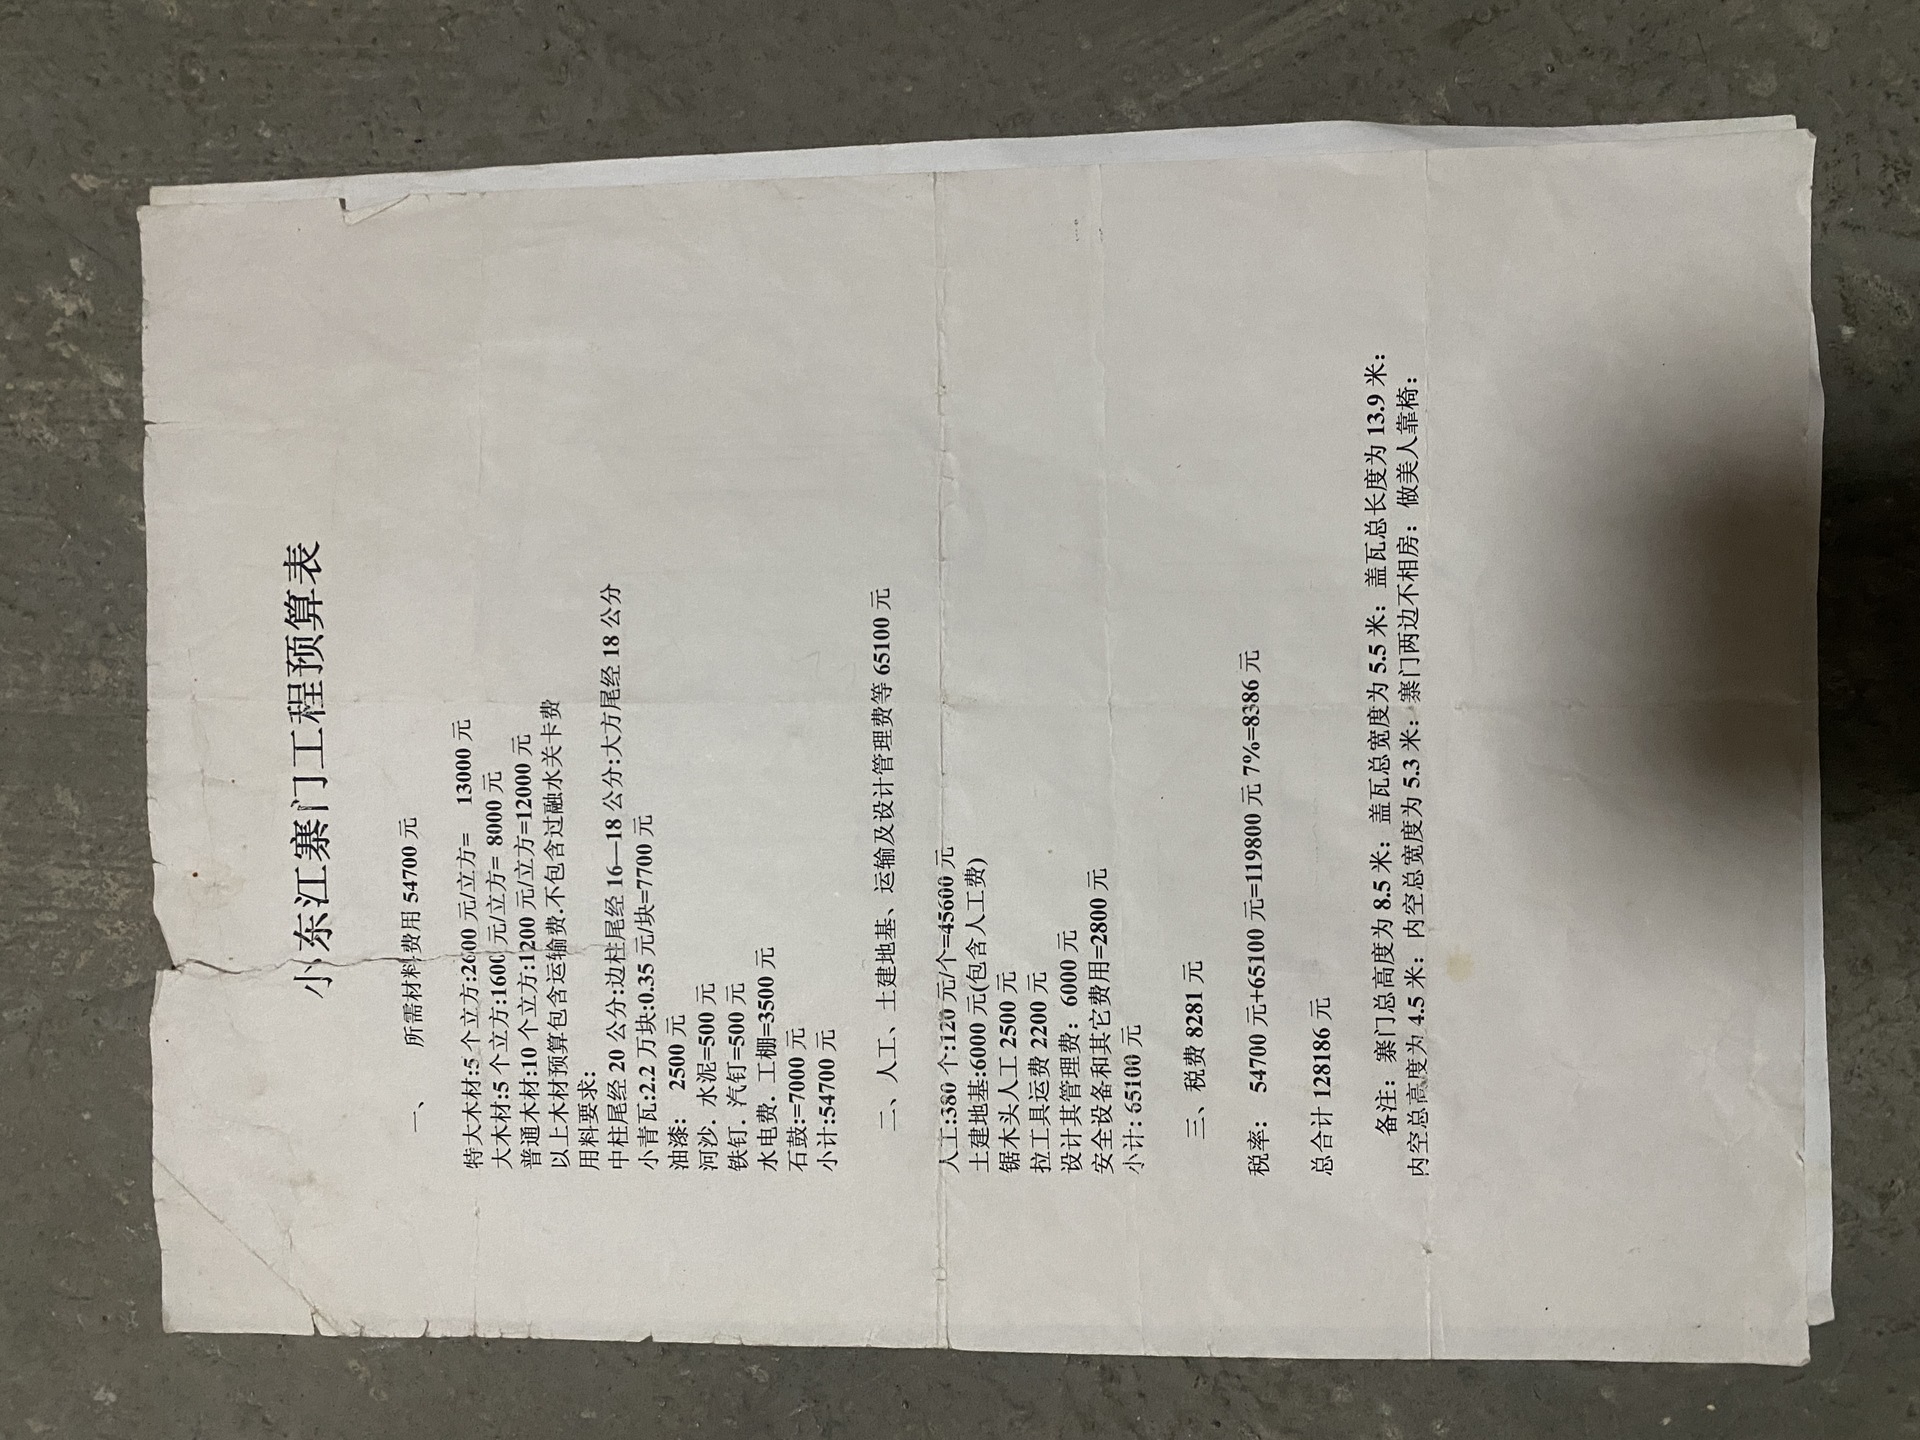 小东江寨门工程预算表
一、 所需材料费用 54700 元
特大木材:5 个立方:2600 元/立方= 13000 元
大木材:5 个立方:1600 元/立方= 8000 元
普通木材:10 个立方:1200 元/立方=12000 元
以上木材预算包含运输费.不包含过融水关卡费
用料要求:
中柱尾经 20 公分:边柱尾经 16—18 公分:大方尾经 18 公分
小青瓦:2.2 万块:0.35 元/块=7700 元
油漆: 2500 元
河沙. 水泥=500 元
铁钉. 汽钉=500 元
水电费. 工棚=3500 元
石鼓:=7000 元
小计:54700 元
二、人工、土建地基、运输及设计管理费等 65100 元
人工:380 个:120 元/个=45600 元
土建地基:6000 元(包含人工费)
锯木头人工 2500 元
拉工具运费 2200 元
设计其管理费: 6000 元
安全设备和其它费用=2800 元
小计: 65100 元
三、税费 8281 元
税率: 54700 元+65100 元=119800 元 7%=8386 元
总合计 128186 元
备注: 寨门总高度为 8.5 米: 盖瓦总宽度为 5.5 米: 盖瓦总长度为 13.9 米:
内空总高度为 4.5 米: 内空总宽度为 5.3 米: 寨门两边不相房: 做美人靠椅: